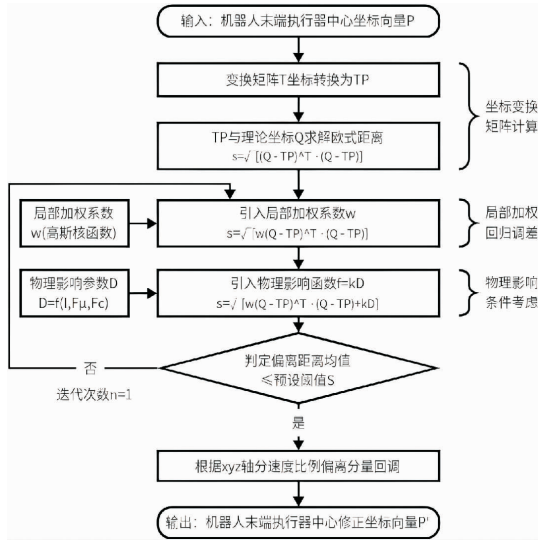 输入：机器人末端执行器中心坐标向量P
变换矩阵T坐标转换为TP
坐标变换
矩阵计算
TP与理论坐标Q求解欧式距离
s=√[(Q-TP)^T·(Q-TP)]
局部加权系数
w(高斯核函数)
引入局部加权系数w
s=√[w(Q-TP)^T·(Q-TP)]
局部加权
回归调差
物理影响参数D
D=f(I,Fμ,Fc)
引入物理影响函数f=kD
s=√[w(Q-TP)^T·(Q-TP)+kD]
物理影响
条件考虑
判定偏离距离均值
≤预设阈值S
否
迭代次数n=1
是
根据xyz轴分速度比例偏离分量回调
输出：机器人末端执行器中心修正坐标向量P'